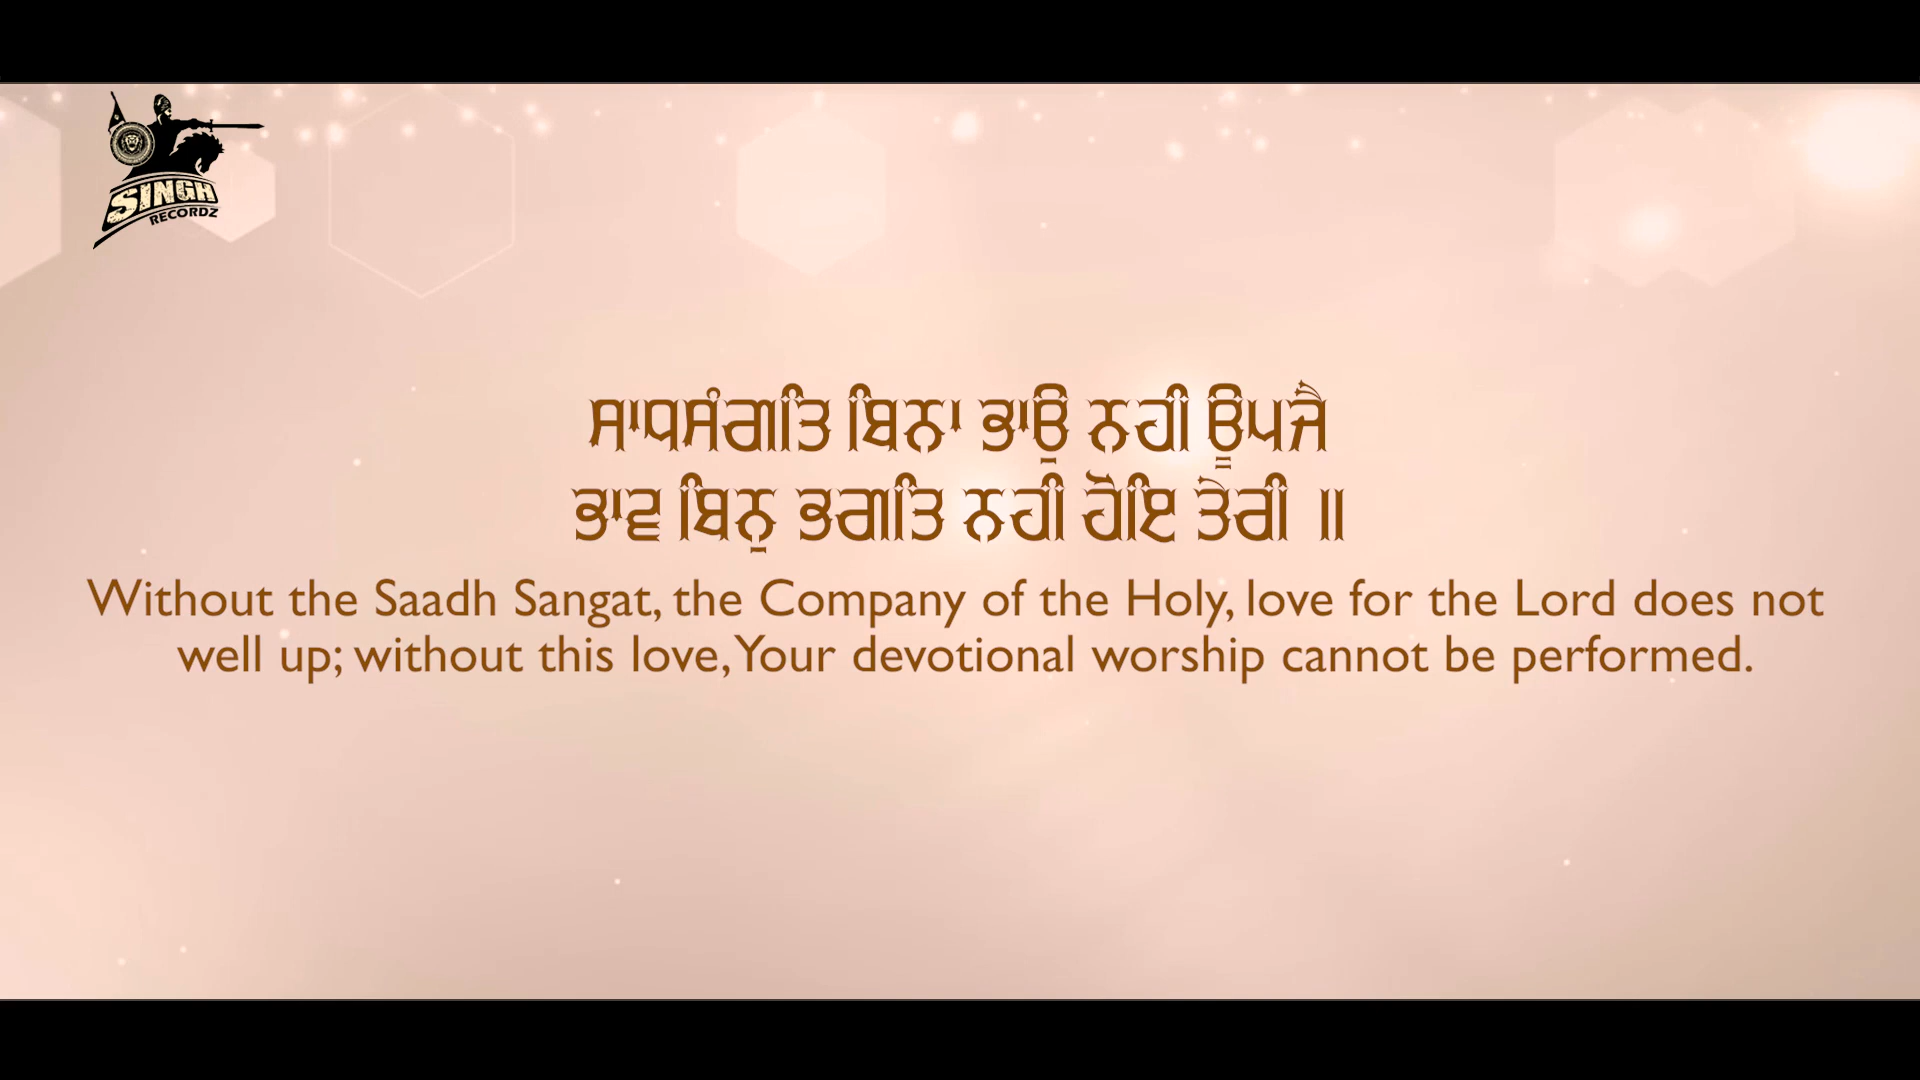 SINGH
RECORDZ
ਸਾਧਸੰਗਤਿ ਬਿਨਾ ਭਾਉ ਨਹੀ ਊਪਜੈ
ਭਾਵ ਬਿਨੁ ਭਗਤਿ ਨਹੀ ਹੋਇ ਤੇਰੀ ॥
Without the Saadh Sangat, the Company of the Holy, love for the Lord does not
well up; without this love, Your devotional worship cannot be performed.